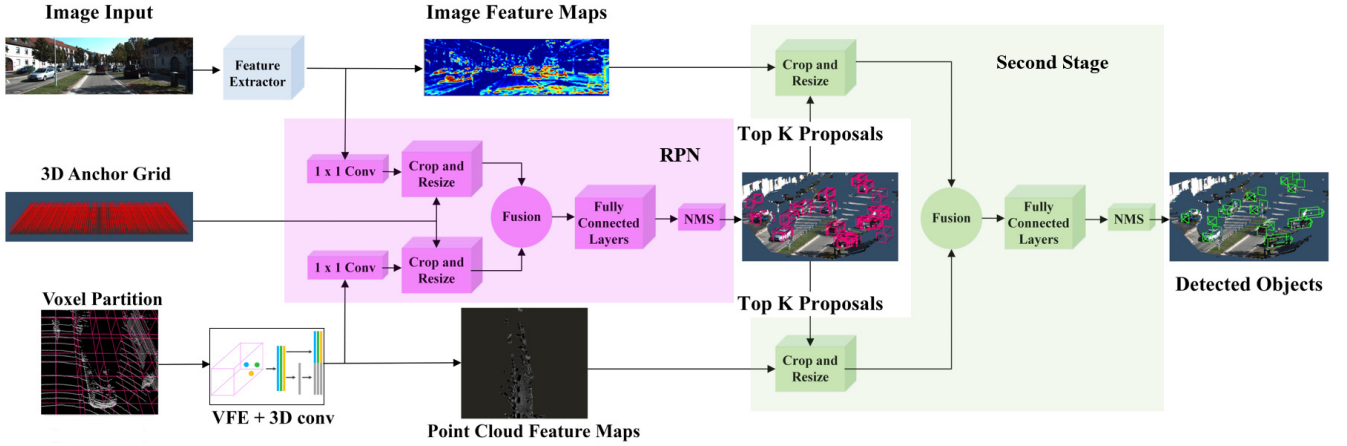 Image Input
Feature
Extractor
Image Feature Maps
Crop and
Resize
Second Stage
3D Anchor Grid
1 x 1 Conv
Crop and
Resize
RPN
Top K Proposals
Fusion
Fully
Connected
Layers
NMS
1 x 1 Conv
Crop and
Resize
Fusion
Fully
Connected
Layers
NMS
Detected Objects
Top K Proposals
Voxel Partition
VFE + 3D conv
Point Cloud Feature Maps
Crop and
Resize